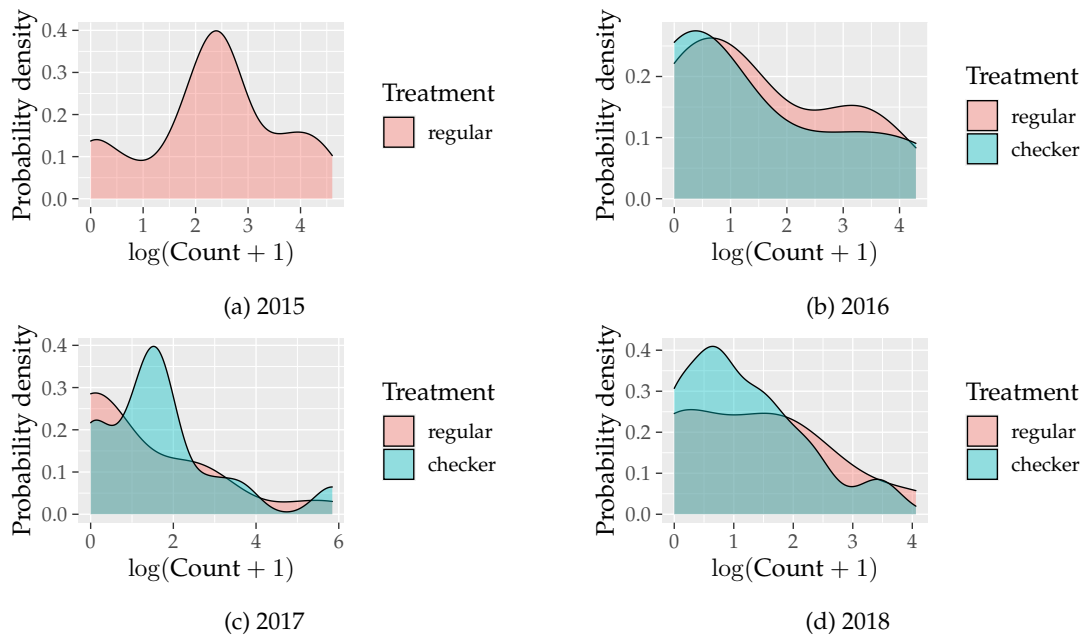 Probability density
0.4
0.3
0.2
0.1
0.0
0 1 2 3 4
log(Count + 1)
Treatment
regular
(a) 2015
Probability density
0.2
0.1
0.0
0 1 2 3 4
log(Count + 1)
Treatment
regular
checker
(b) 2016
Probability density
0.4
0.3
0.2
0.1
0.0
0 2 4 6
log(Count + 1)
Treatment
regular
checker
(c) 2017
Probability density
0.4
0.3
0.2
0.1
0.0
0 1 2 3 4
log(Count + 1)
Treatment
regular
checker
(d) 2018